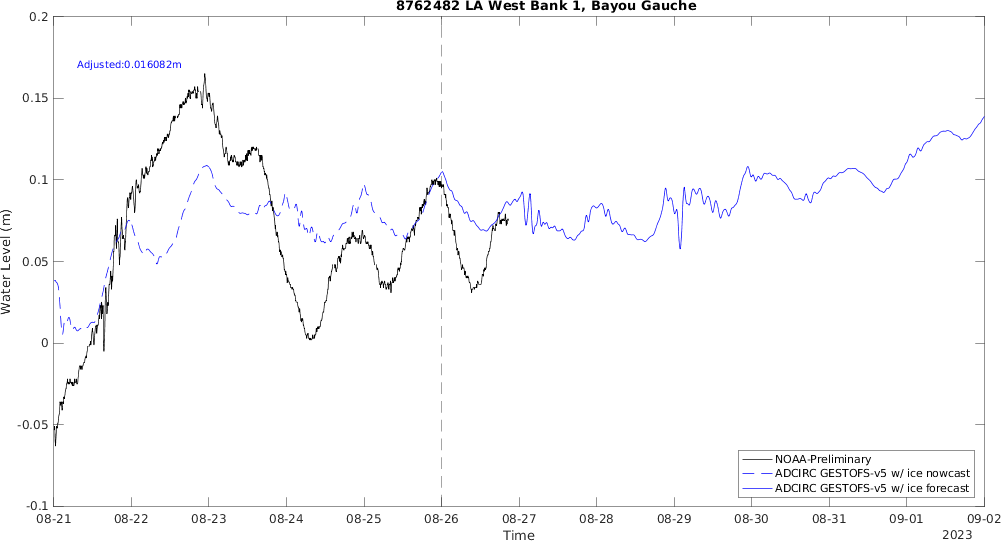 8762482 LA West Bank 1, Bayou Gauche
Adjusted:0.016082m
Water Level (m)
0.2
0.15
0.1
0.05
0
-0.05
-0.1
NOAA-Preliminary
ADCIRC GESTOFS-v5 w/ ice nowcast
ADCIRC GESTOFS-v5 w/ ice forecast
08-21 08-22 08-23 08-24 08-25 08-26 08-27 08-28 08-29 08-30 08-31 09-01 09-02
Time
2023